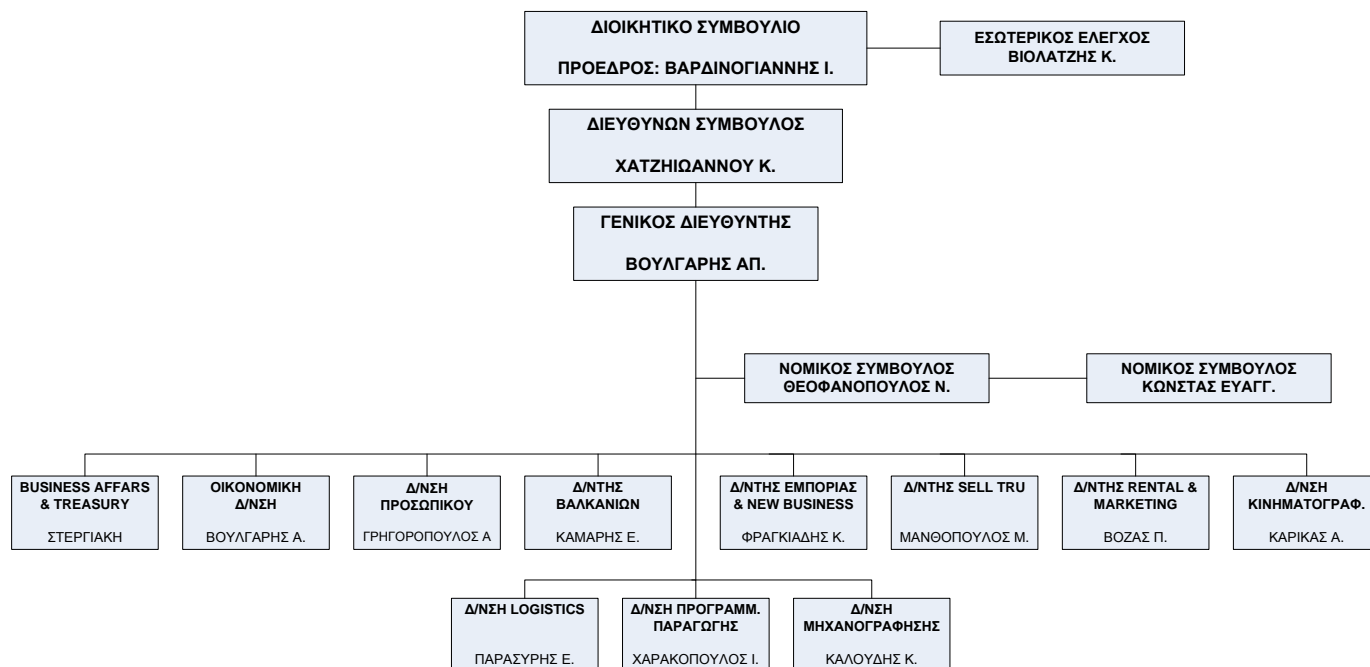 ΔΙΟΙΚΗΤΙΚΟ ΣΥΜΒΟΥΛΙΟ
ΠΡΟΕΔΡΟΣ: ΒΑΡΔΙΝΟΓΙΑΝΝΗΣ Ι.
ΕΣΩΤΕΡΙΚΟΣ ΕΛΕΓΧΟΣ
ΒΙΟΛΑΤΖΗΣ Κ.
ΔΙΕΥΘΥΝΩΝ ΣΥΜΒΟΥΛΟΣ
ΧΑΤΖΗΙΩΑΝΝΟΥ Κ.
ΓΕΝΙΚΟΣ ΔΙΕΥΘΥΝΤΗΣ
ΒΟΥΛΓΑΡΗΣ ΑΠ.
ΝΟΜΙΚΟΣ ΣΥΜΒΟΥΛΟΣ
ΘΕΟΦΑΝΟΠΟΥΛΟΣ Ν.
ΝΟΜΙΚΟΣ ΣΥΜΒΟΥΛΟΣ
ΚΩΝΣΤΑΣ ΕΥΑΓΓ.
BUSINESS AFFARS
& TREASURY
ΣΤΕΡΓΙΑΚΗ
ΟΙΚΟΝΟΜΙΚΗ
Δ/ΝΣΗ
ΒΟΥΛΓΑΡΗΣ Α.
Δ/ΝΣΗ
ΠΡΟΣΩΠΙΚΟΥ
ΓΡΗΓΟΡΟΠΟΥΛΟΣ Α
Δ/ΝΤΗΣ
ΒΑΛΚΑΝΙΩΝ
ΚΑΜΑΡΗΣ Ε.
Δ/ΝΤΗΣ ΕΜΠΟΡΙΑΣ
& NEW BUSINESS
ΦΡΑΓΚΙΑΔΗΣ Κ.
Δ/ΝΤΗΣ SELL TRU
ΜΑΝΘΟΠΟΥΛΟΣ Μ.
Δ/ΝΤΗΣ RENTAL &
MARKETING
ΒΟΖΑΣ Π.
Δ/ΝΣΗ
ΚΙΝΗΜΑΤΟΓΡΑΦ.
ΚΑΡΙΚΑΣ Α.
Δ/ΝΣΗ LOGISTICS
ΠΑΡΑΣΥΡΗΣ Ε.
Δ/ΝΣΗ ΠΡΟΓΡΑΜΜ.
ΠΑΡΑΓΩΓΗΣ
ΧΑΡΑΚΟΠΟΥΛΟΣ Ι.
Δ/ΝΣΗ
ΜΗΧΑΝΟΓΡΑΦΗΣΗΣ
ΚΑΛΟΥΔΗΣ Κ.